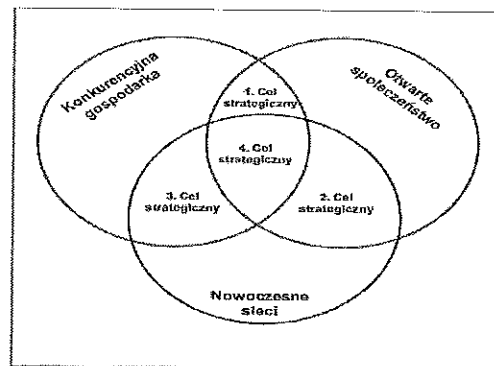 Konkurencyjna
gospodarka
Otwarte
społeczeństwo
1. Cel
strategiczny
4. Cel
strategiczny
3. Cel
strategiczny
2. Cel
strategiczny
Nowoczesne
sieci